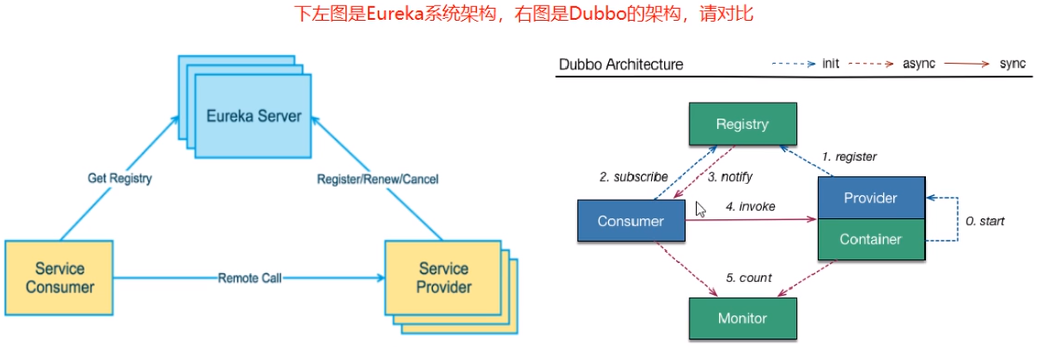 下左图是Eureka系统架构，右图是Dubbo的架构，请对比
Eureka Server
Get Registry
Register/Renew/Cancel
Service
Consumer
Remote Call
Service
Provider
Dubbo Architecture
init
async
sync
Registry
1. register
2. subscribe
3. notify
Provider
4. invoke
Consumer
0. start
Container
5. count
Monitor